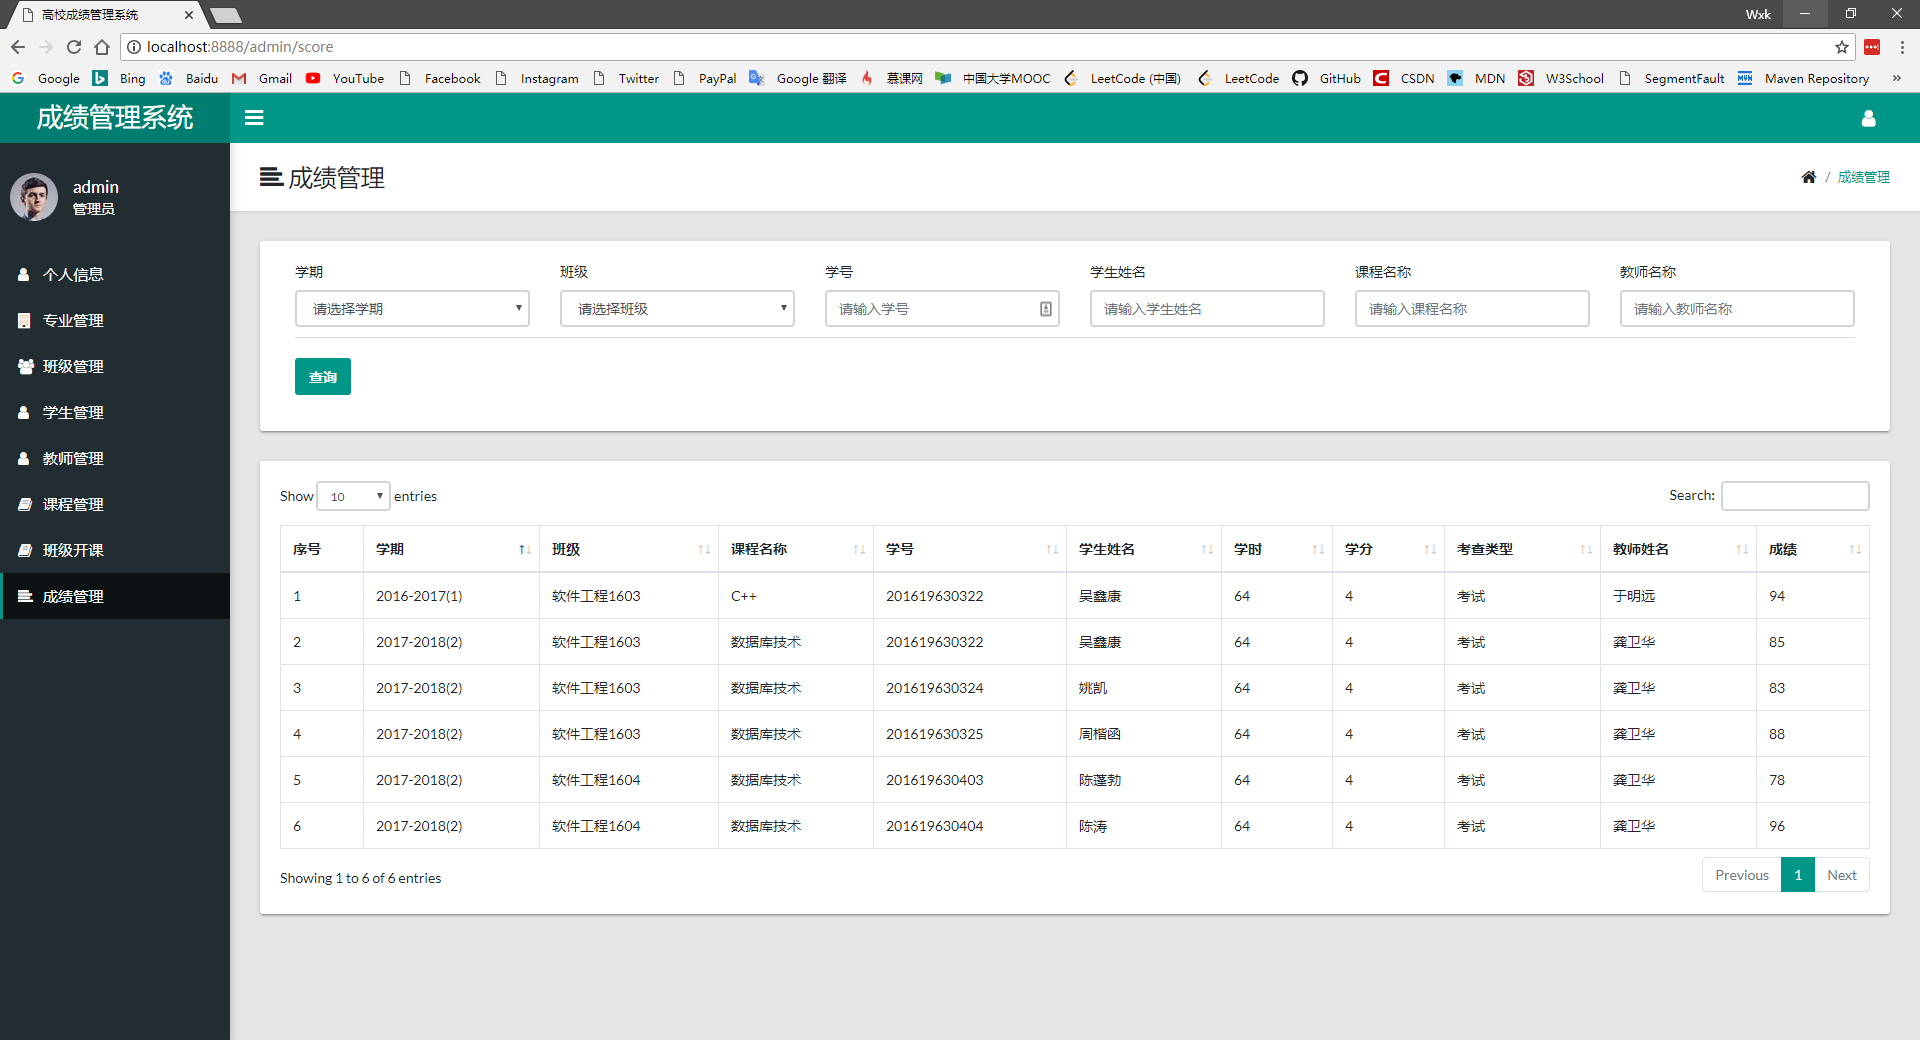 高校成绩管理系统
Wxk
localhost:8888/admin/score
Google Bing Baidu Gmail YouTube Facebook Instagram Twitter PayPal Google 翻译 慕课网 中国大学MOOC LeetCode (中国) LeetCode GitHub CSDN MDN W3School SegmentFault Maven Repository »
成绩管理系统
admin
管理员
个人信息
专业管理
班级管理
学生管理
教师管理
课程管理
班级开课
成绩管理
成绩管理
/ 成绩管理
学期 班级 学号 学生姓名 课程名称 教师名称
请选择学期 请选择班级 请输入学号 请输入学生姓名 请输入课程名称 请输入教师名称
查询
Show 10 entries Search:
序号 学期 班级 课程名称 学号 学生姓名 学时 学分 考查类型 教师姓名 成绩
1 2016-2017(1) 软件工程1603 C++ 201619630322 吴鑫康 64 4 考试 于明远 94
2 2017-2018(2) 软件工程1603 数据库技术 201619630322 吴鑫康 64 4 考试 龚卫华 85
3 2017-2018(2) 软件工程1603 数据库技术 201619630324 姚凯 64 4 考试 龚卫华 83
4 2017-2018(2) 软件工程1603 数据库技术 201619630325 周楷函 64 4 考试 龚卫华 88
5 2017-2018(2) 软件工程1604 数据库技术 201619630403 陈蓬勃 64 4 考试 龚卫华 78
6 2017-2018(2) 软件工程1604 数据库技术 201619630404 陈涛 64 4 考试 龚卫华 96
Showing 1 to 6 of 6 entries
Previous 1 Next